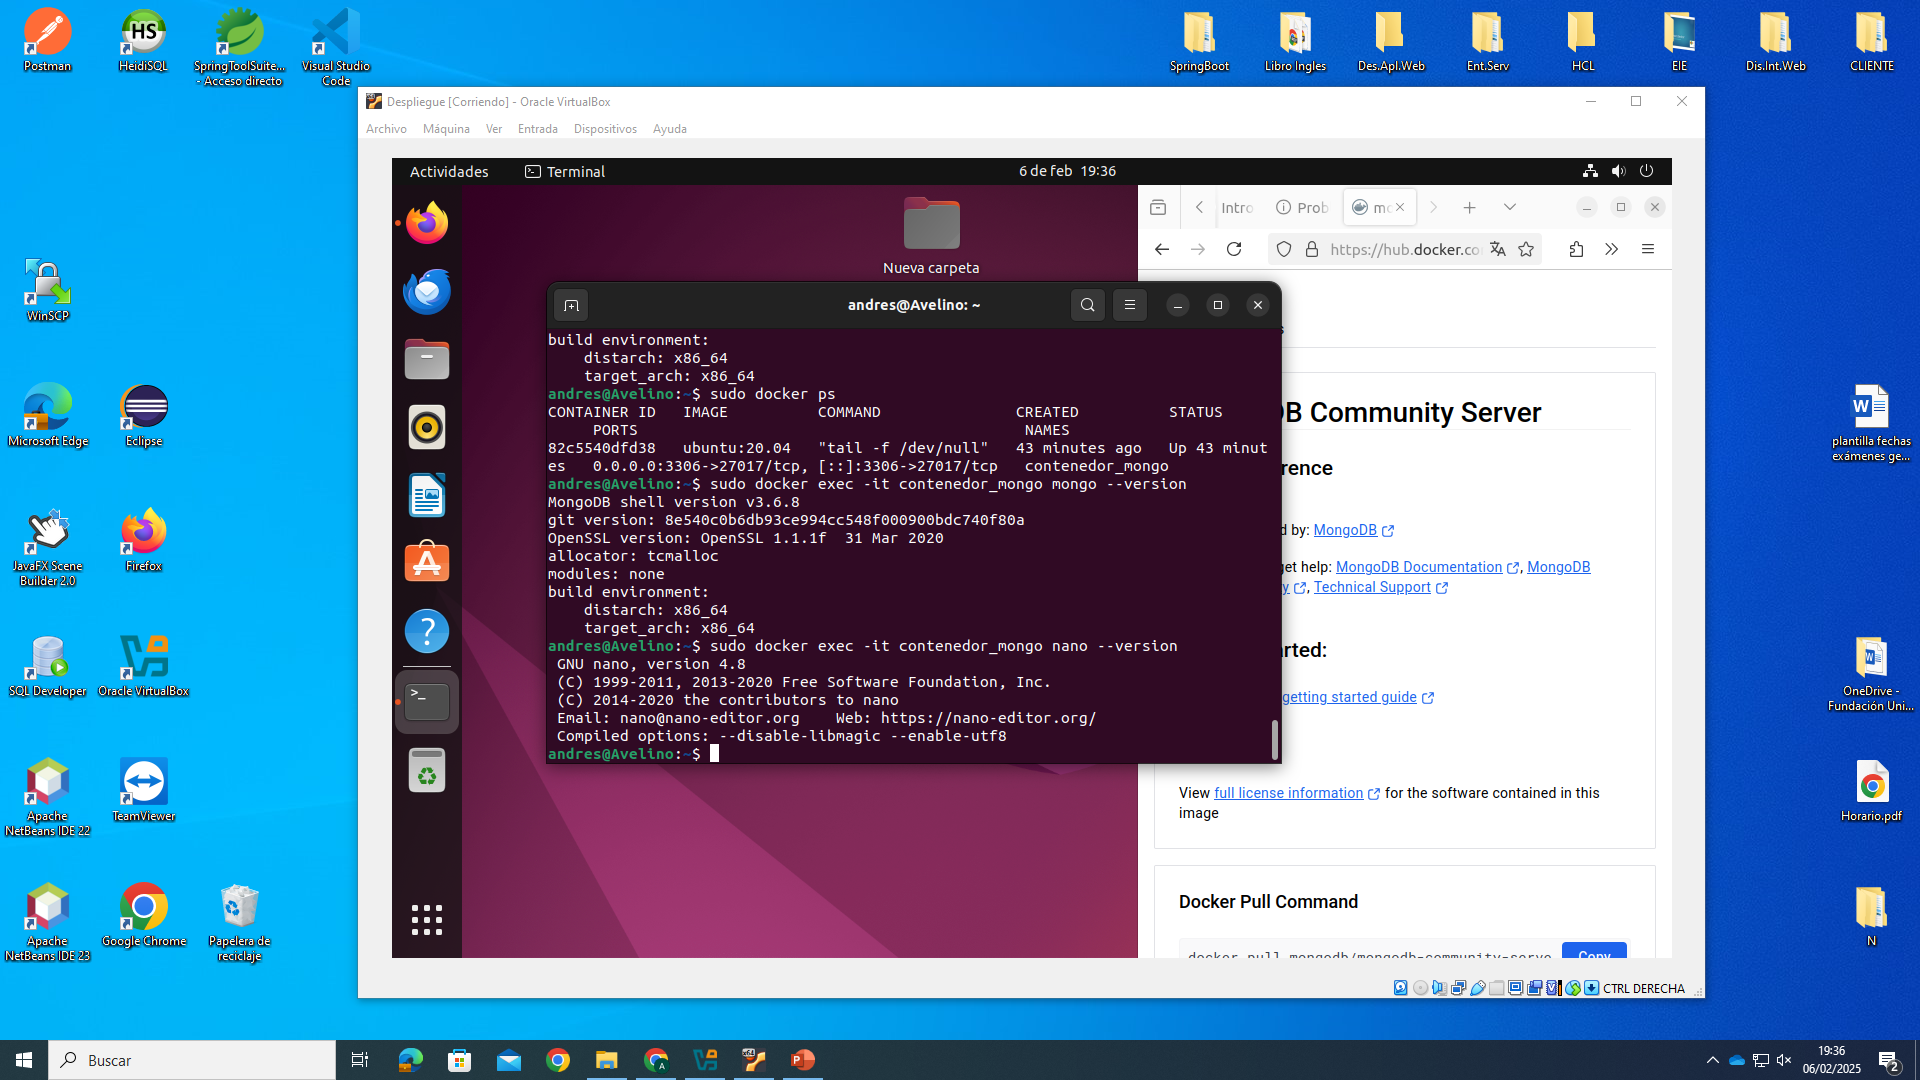 Postman
HeidiSQL
SpringToolSuite...
- Acceso directo
Visual Studio
Code
SpringBoot
Libro Ingles
Des.Apl.Web
Ent.Serv
HCL
EIE
Dis.Int.Web
CLIENTE
Despliegue [Corriendo] - Oracle VirtualBox
Archivo Máquina Ver Entrada Dispositivos Ayuda
Actividades
Terminal
6 de feb 19:36
Intro
Prob
https://hub.docker.co
Nueva carpeta
andres@Avelino: ~
build environment:
    distarch: x86_64
    target_arch: x86_64
andres@Avelino:~$ sudo docker ps
CONTAINER ID   IMAGE          COMMAND               CREATED          STATUS
     PORTS                                           NAMES
82c5540dfd38   ubuntu:20.04   "tail -f /dev/null"   43 minutes ago   Up 43 minut
es   0.0.0.0:3306->27017/tcp, [::]:3306->27017/tcp   contenedor_mongo
andres@Avelino:~$ sudo docker exec -it contenedor_mongo mongo --version
MongoDB shell version v3.6.8
git version: 8e540c0b6db93ce994cc548f000900bdc740f80a
OpenSSL version: OpenSSL 1.1.1f  31 Mar 2020
allocator: tcmalloc
modules: none
build environment:
    distarch: x86_64
    target_arch: x86_64
andres@Avelino:~$ sudo docker exec -it contenedor_mongo nano --version
 GNU nano, version 4.8
 (C) 1999-2011, 2013-2020 Free Software Foundation, Inc.
 (C) 2014-2020 the contributors to nano
 Email: nano@nano-editor.org    Web: https://nano-editor.org/
 Compiled options: --disable-libmagic --enable-utf8
andres@Avelino:~$
DB Community Server
rence
d by: MongoDB
get help: MongoDB Documentation, MongoDB
y, Technical Support
arted:
getting started guide
View full license information for the software contained in this
image
Docker Pull Command
docker pull mongodb/mongodb-community-serve
Copy
CTRL DERECHA
WinSCP
Microsoft Edge
Eclipse
JavaFX Scene
Builder 2.0
Firefox
SQL Developer
Oracle VirtualBox
Apache
NetBeans IDE 22
TeamViewer
Apache
NetBeans IDE 23
Google Chrome
Papelera de
reciclaje
plantilla fechas
exámenes ge...
OneDrive -
Fundación Uni...
Horario.pdf
N
Buscar
19:36
06/02/2025
2